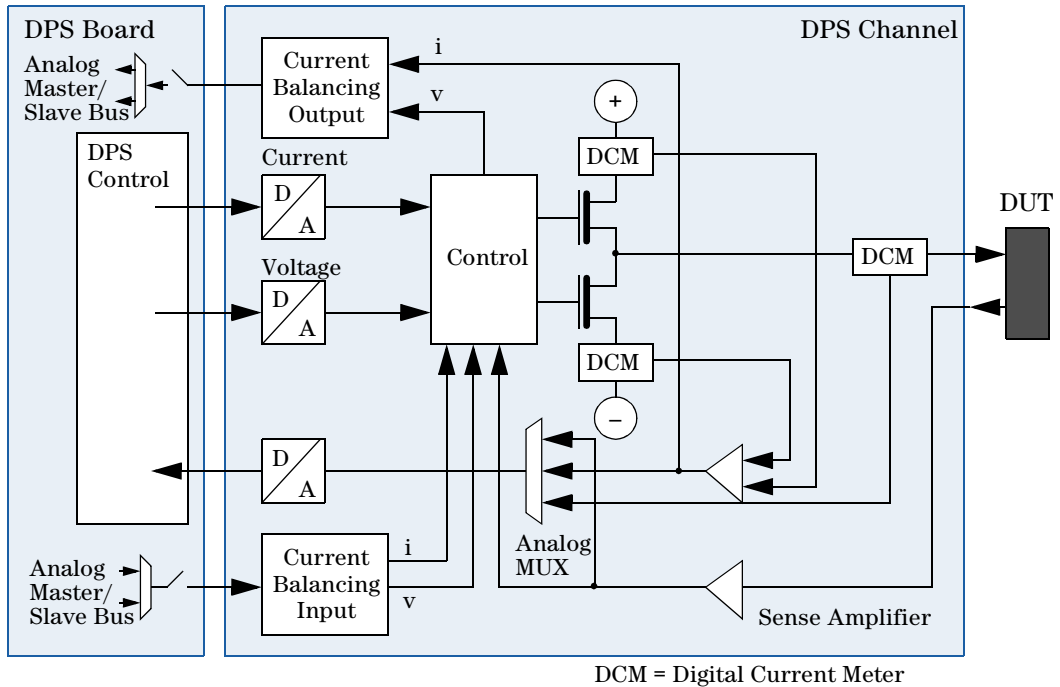 DPS Board
DPS Channel
Analog
Master/
Slave Bus
Current
Balancing
Output
i
v
+
DCM
DPS
Control
Current
D
A
Control
DUT
DCM
Voltage
D
A
DCM
–
D
A
Analog
MUX
Analog
Master/
Slave Bus
Current
Balancing
Input
i
v
Sense Amplifier
DCM = Digital Current Meter